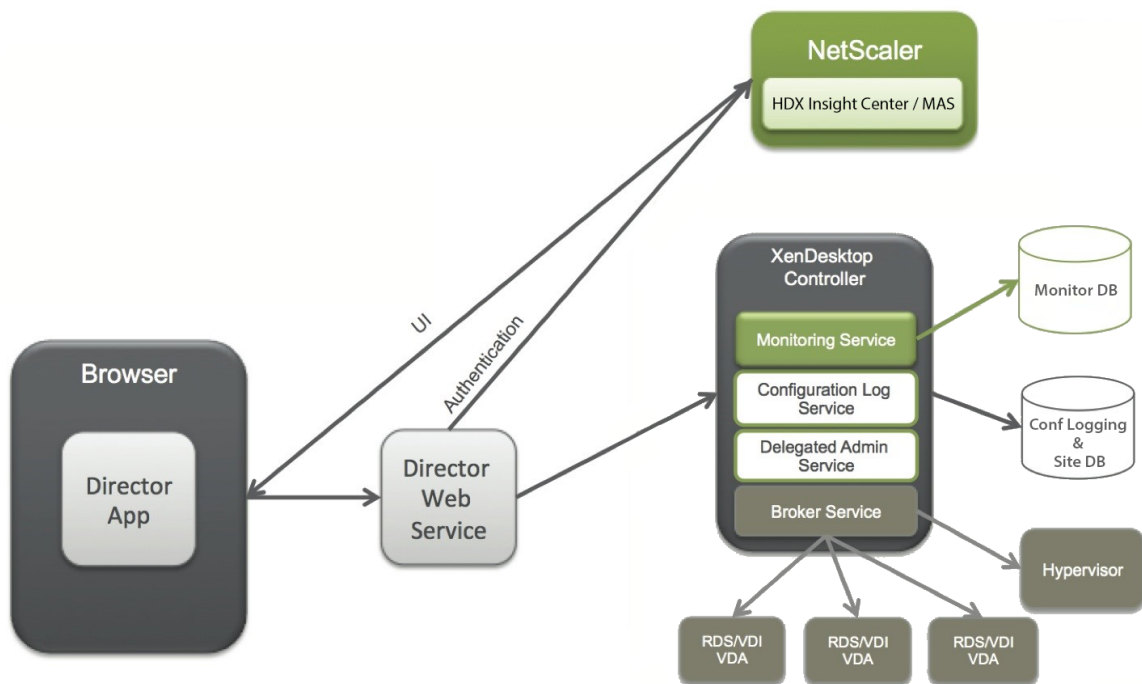 NetScaler
HDX Insight Center / MAS
XenDesktop
Controller
Monitoring Service
Configuration Log
Service
Delegated Admin
Service
Broker Service
Monitor DB
Conf Logging
&
Site DB
UI
Authentication
Browser
Director
App
Director
Web
Service
Hypervisor
RDS/VDI
VDA
RDS/VDI
VDA
RDS/VDI
VDA